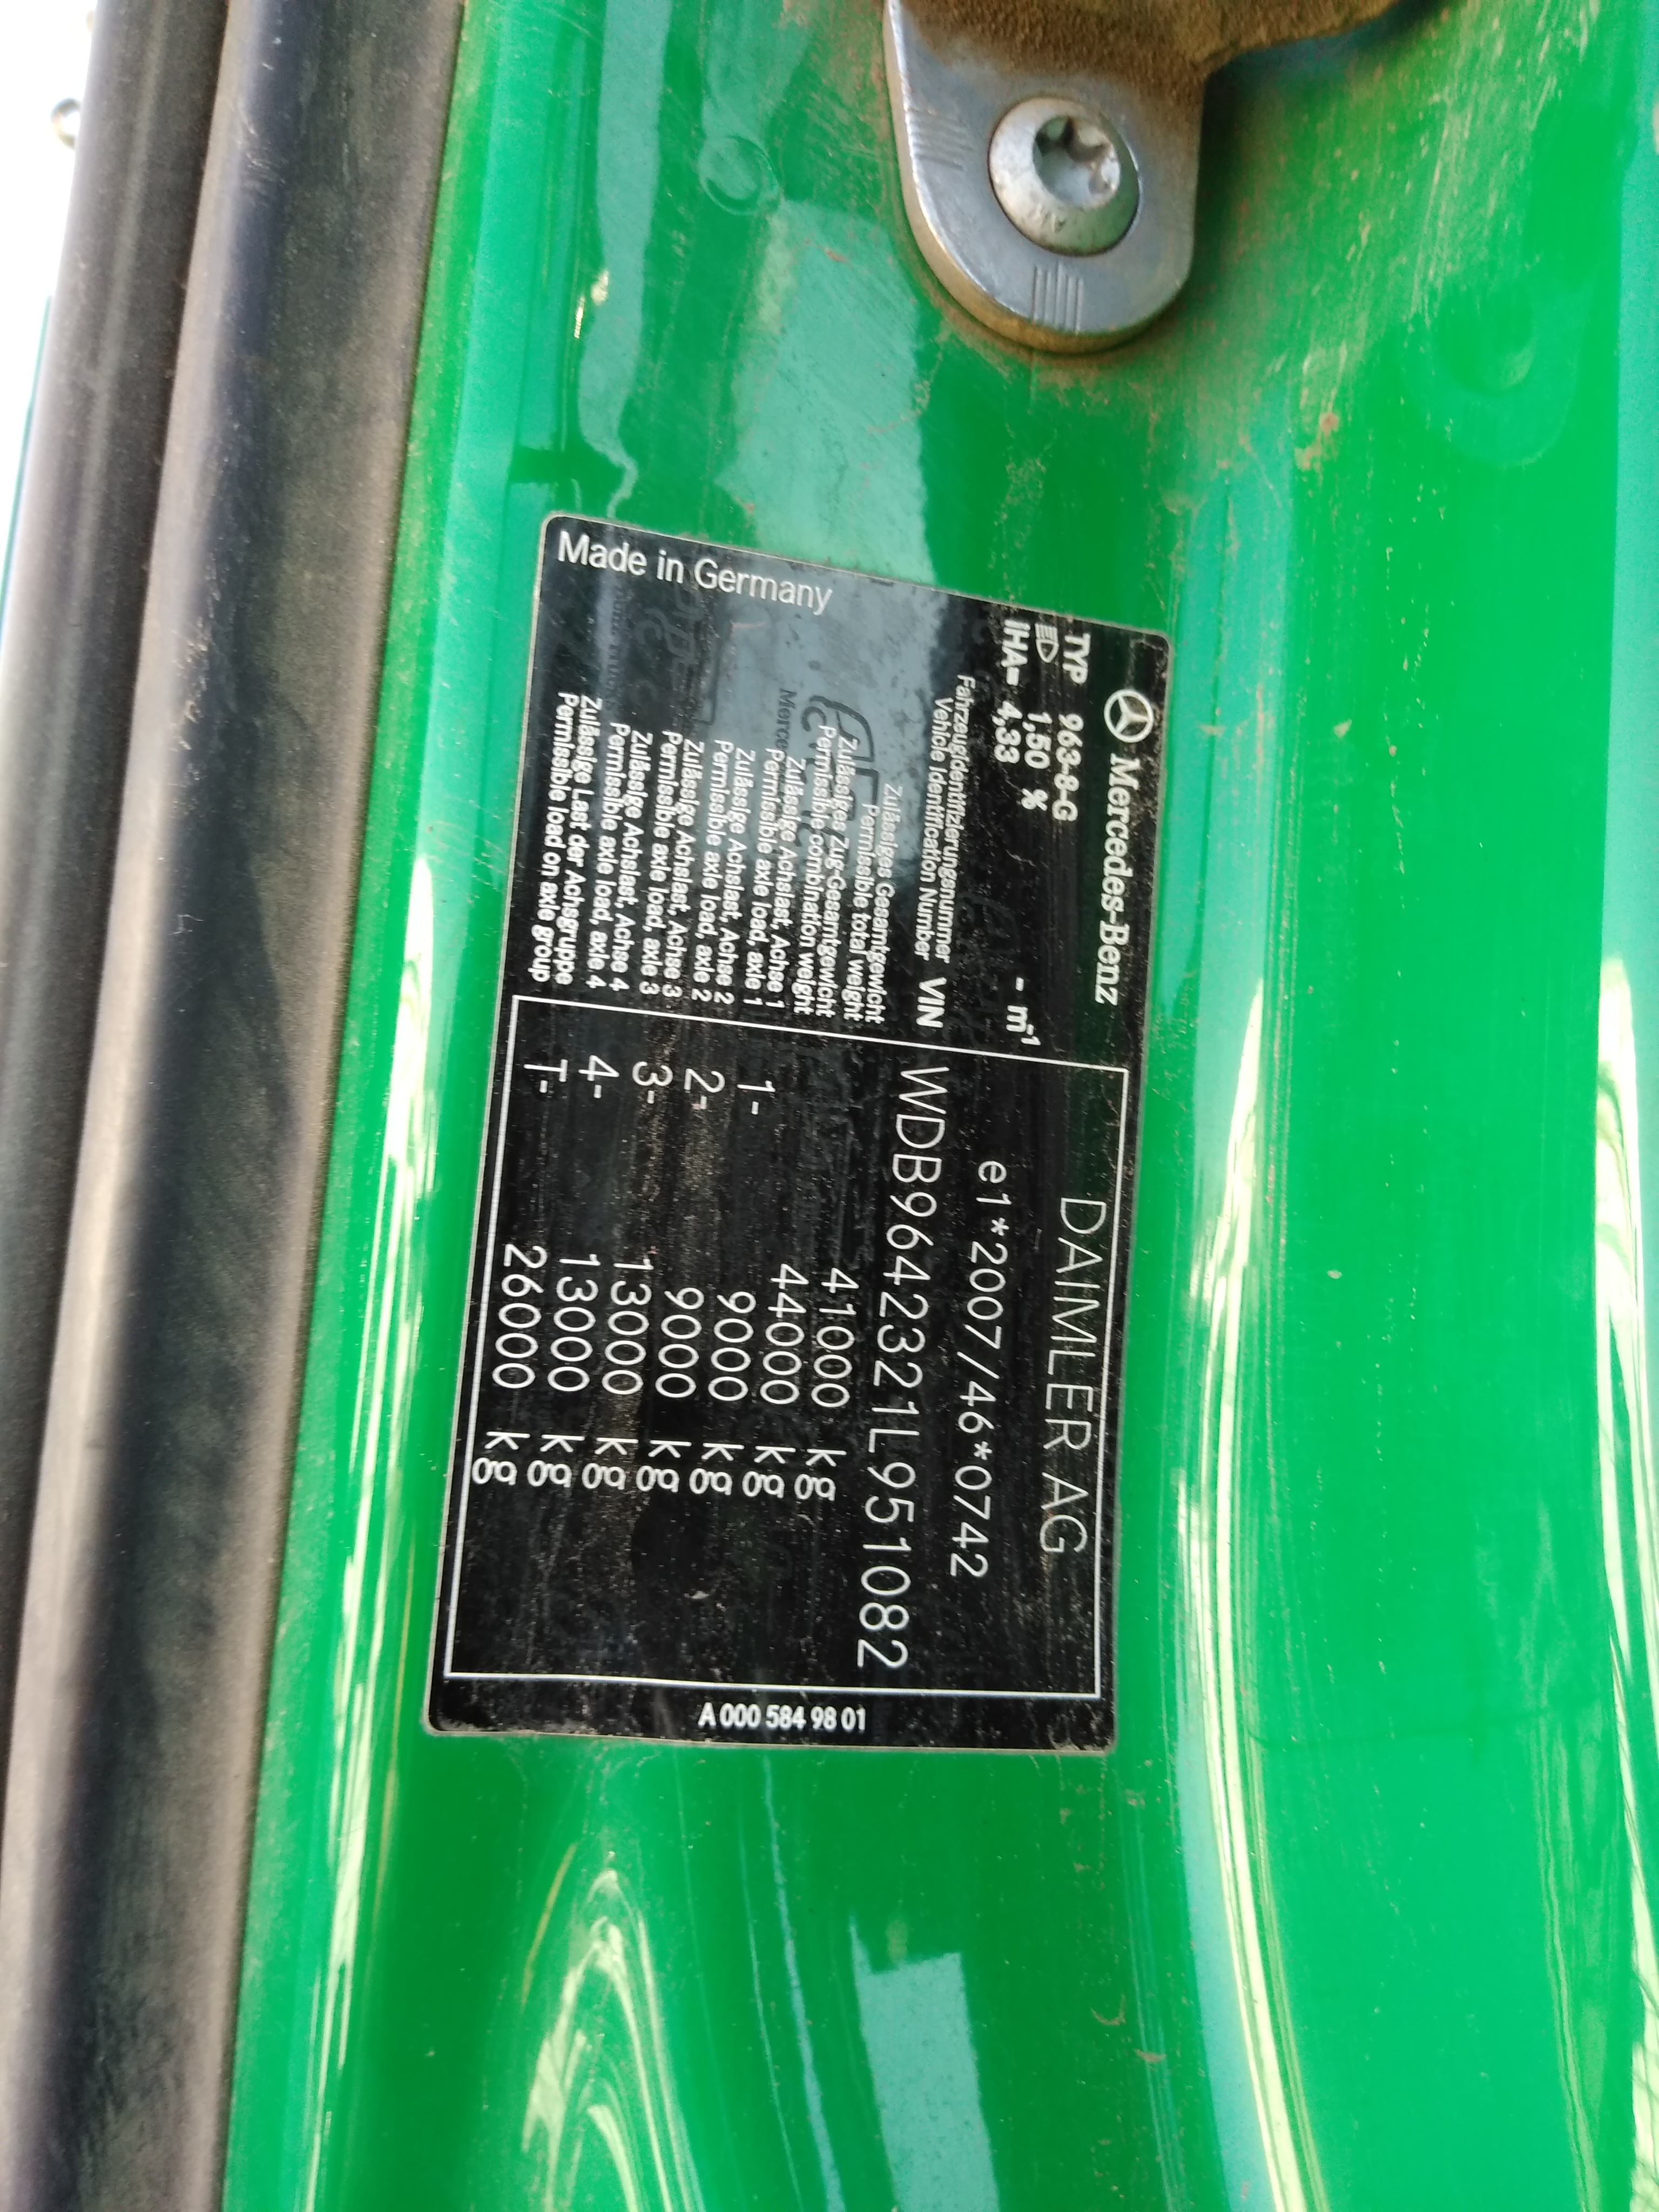 Mercedes-Benz
TYP 963-8-G
1,50 %
IHA= 4,33 - m-1
DAIMLER AG
e1*2007/46*0742
Fahrzeugidentifizierungsnummer
Vehicle Identification Number VIN WDB9642321L951082
Zulässiges Gesamtgewicht
Permissible total weight 41000 kg
Zulässiges Zug-Gesamtgewicht
Permissible combination weight 44000 kg
Zulässige Achslast, Achse 1
Permissible axle load, axle 1 1- 9000 kg
Zulässige Achslast, Achse 2
Permissible axle load, axle 2 2- 9000 kg
Zulässige Achslast, Achse 3
Permissible axle load, axle 3 3- 13000 kg
Zulässige Achslast, Achse 4
Permissible axle load, axle 4 4- 13000 kg
Zulässige Last der Achsgruppe
Permissible load on axle group T- 26000 kg
Made in Germany
A 000 584 98 01